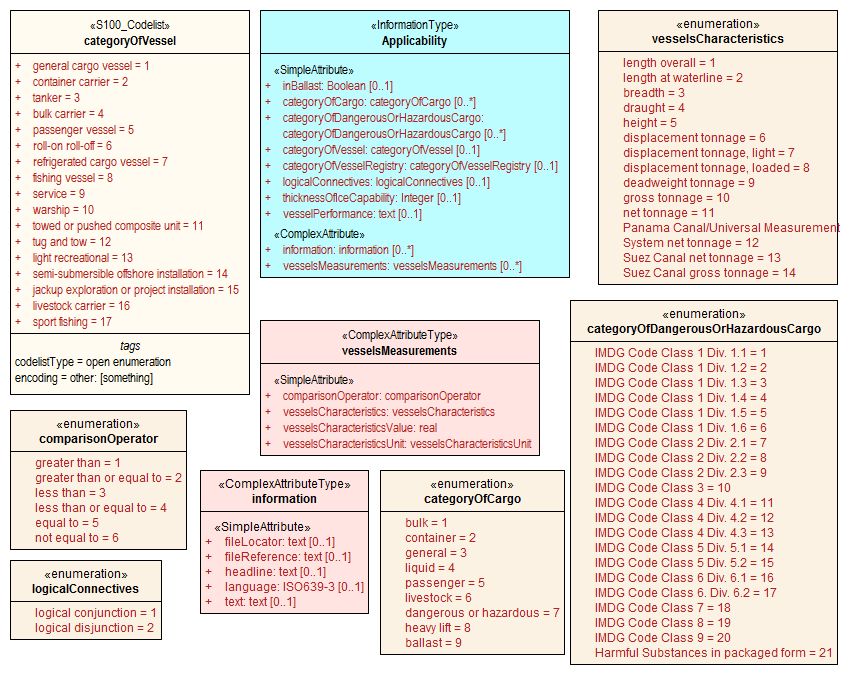 «S100_Codelist»
categoryOfVessel
+ general cargo vessel = 1
+ container carrier = 2
+ tanker = 3
+ bulk carrier = 4
+ passenger vessel = 5
+ roll-on roll-off = 6
+ refrigerated cargo vessel = 7
+ fishing vessel = 8
+ service = 9
+ warship = 10
+ towed or pushed composite unit = 11
+ tug and tow = 12
+ light recreational = 13
+ semi-submersible offshore installation = 14
+ jackup exploration or project installation = 15
+ livestock carrier = 16
+ sport fishing = 17
tags
codelistType = open enumeration
encoding = other: [something]
«InformationType»
Applicability
«SimpleAttribute»
+ inBallast: Boolean [0..1]
+ categoryOfCargo: categoryOfCargo [0..*]
+ categoryOfDangerousOrHazardousCargo:
categoryOfDangerousOrHazardousCargo [0..*]
+ categoryOfVessel: categoryOfVessel [0..1]
+ categoryOfVesselRegistry: categoryOfVesselRegistry [0..1]
+ logicalConnectives: logicalConnectives [0..1]
+ thicknessOfIceCapability: Integer [0..1]
+ vesselPerformance: text [0..1]
«ComplexAttribute»
+ information: information [0..*]
+ vesselsMeasurements: vesselsMeasurements [0..*]
«enumeration»
vesselsCharacteristics
length overall = 1
length at waterline = 2
breadth = 3
draught = 4
height = 5
displacement tonnage = 6
displacement tonnage, light = 7
displacement tonnage, loaded = 8
deadweight tonnage = 9
gross tonnage = 10
net tonnage = 11
Panama Canal/Universal Measurement
System net tonnage = 12
Suez Canal net tonnage = 13
Suez Canal gross tonnage = 14
«ComplexAttributeType»
vesselsMeasurements
«SimpleAttribute»
+ comparisonOperator: comparisonOperator
+ vesselsCharacteristics: vesselsCharacteristics
+ vesselsCharacteristicsValue: real
+ vesselsCharacteristicsUnit: vesselsCharacteristicsUnit
«enumeration»
categoryOfDangerousOrHazardousCargo
IMDG Code Class 1 Div. 1.1 = 1
IMDG Code Class 1 Div. 1.2 = 2
IMDG Code Class 1 Div. 1.3 = 3
IMDG Code Class 1 Div. 1.4 = 4
IMDG Code Class 1 Div. 1.5 = 5
IMDG Code Class 1 Div. 1.6 = 6
IMDG Code Class 2 Div. 2.1 = 7
IMDG Code Class 2 Div. 2.2 = 8
IMDG Code Class 2 Div. 2.3 = 9
IMDG Code Class 3 = 10
IMDG Code Class 4 Div. 4.1 = 11
IMDG Code Class 4 Div. 4.2 = 12
IMDG Code Class 4 Div. 4.3 = 13
IMDG Code Class 5 Div. 5.1 = 14
IMDG Code Class 5 Div. 5.2 = 15
IMDG Code Class 6 Div. 6.1 = 16
IMDG Code Class 6. Div. 6.2 = 17
IMDG Code Class 7 = 18
IMDG Code Class 8 = 19
IMDG Code Class 9 = 20
Harmful Substances in packaged form = 21
«enumeration»
comparisonOperator
greater than = 1
greater than or equal to = 2
less than = 3
less than or equal to = 4
equal to = 5
not equal to = 6
«ComplexAttributeType»
information
«SimpleAttribute»
+ fileLocator: text [0..1]
+ fileReference: text [0..1]
+ headline: text [0..1]
+ language: ISO639-3 [0..1]
+ text: text [0..1]
«enumeration»
categoryOfCargo
bulk = 1
container = 2
general = 3
liquid = 4
passenger = 5
livestock = 6
dangerous or hazardous = 7
heavy lift = 8
ballast = 9
«enumeration»
logicalConnectives
logical conjunction = 1
logical disjunction = 2